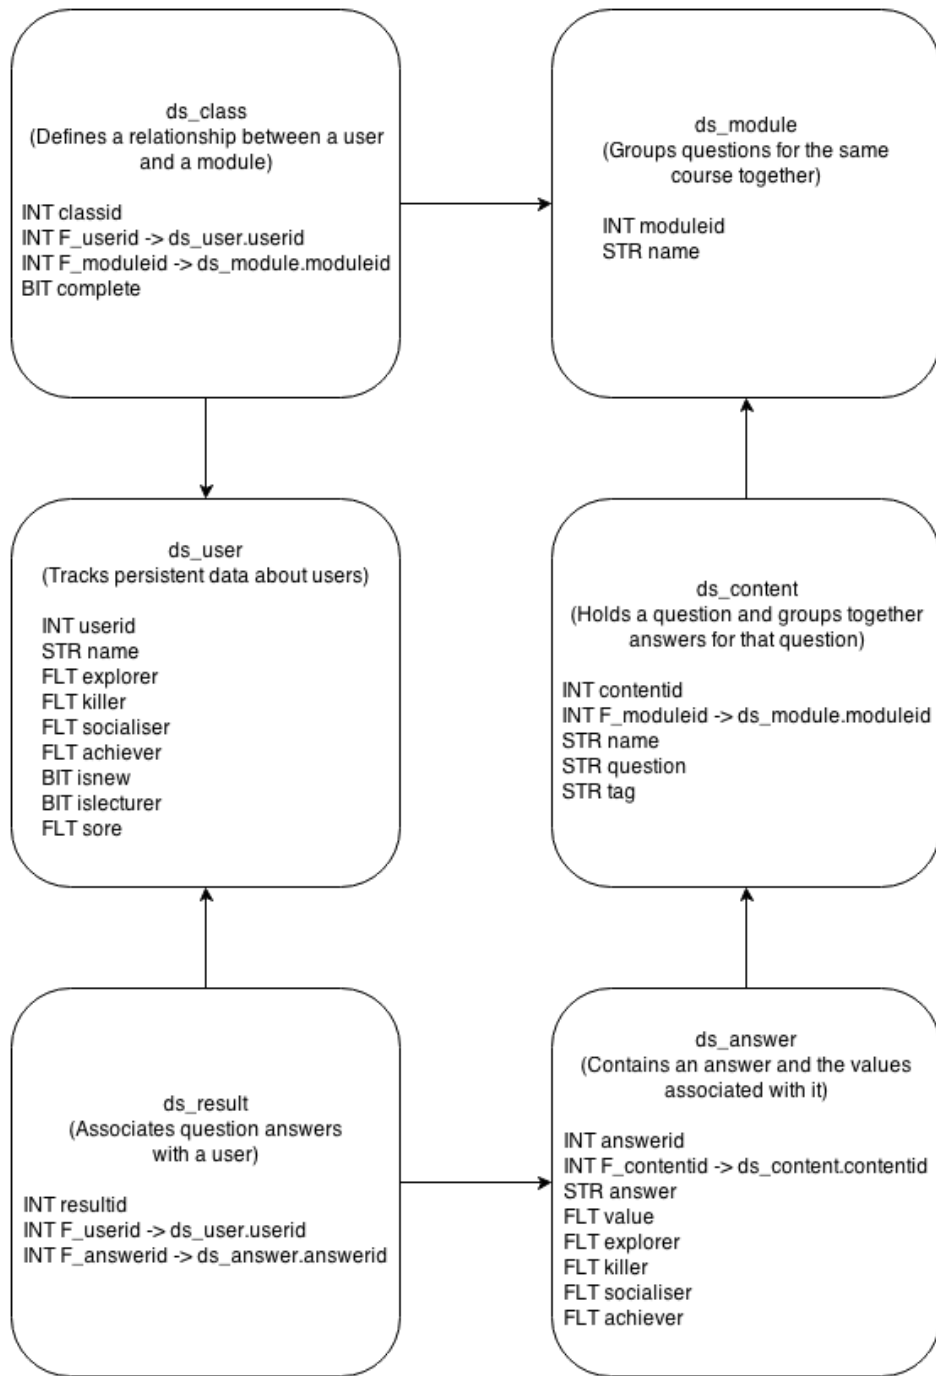 ds_class
(Defines a relationship between a user
and a module)
INT classid
INT F_userid -> ds_user.userid
INT F_moduleid -> ds_module.moduleid
BIT complete
ds_module
(Groups questions for the same
course together)
INT moduleid
STR name
ds_user
(Tracks persistent data about users)
INT userid
STR name
FLT explorer
FLT killer
FLT socialiser
FLT achiever
BIT isnew
BIT islecturer
FLT sore
ds_content
(Holds a question and groups together
answers for that question)
INT contentid
INT F_moduleid -> ds_module.moduleid
STR name
STR question
STR tag
ds_result
(Associates question answers
with a user)
INT resultid
INT F_userid -> ds_user.userid
INT F_answerid -> ds_answer.answerid
ds_answer
(Contains an answer and the values
associated with it)
INT answerid
INT F_contentid -> ds_content.contentid
STR answer
FLT value
FLT explorer
FLT killer
FLT socialiser
FLT achiever